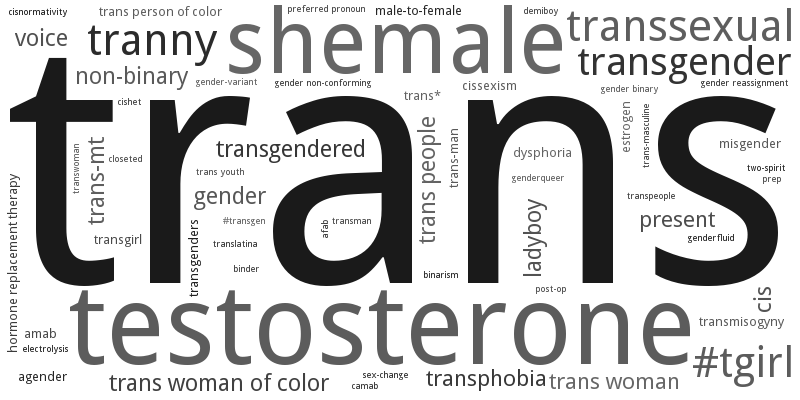 cisnormativity
trans person of color
preferred pronoun
male-to-female
demiboy
voice
tranny
shemale
transsexual
transgender
non-binary
gender-variant
gender non-conforming
cissexism
gender binary
gender reassignment
cishet
trans*
trans
transgendered
trans people
trans-man
dysphoria
estrogen
trans-masculine
misgender
transwoman
trans-mt
closeted
trans youth
genderqueer
two-spirit
prep
gender
transpeople
hormone replacement therapy
#transgen
afab
transman
ladyboy
present
transgirl
transgenders
translatina
genderfluid
binder
binarism
post-op
cis
testosterone
amab
electrolysis
transmisogyny
#tgirl
agender
trans woman of color
sex-change
camab
transphobia
trans woman